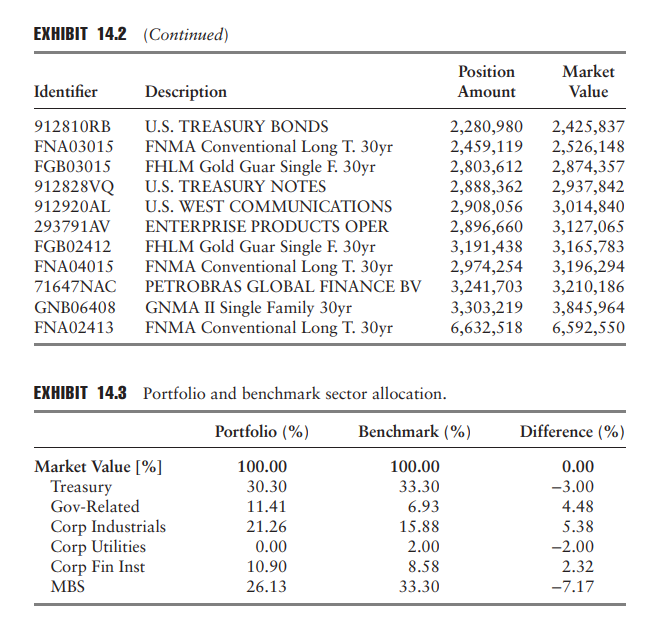 EXHIBIT 14.2 (Continued)
Position Market
Identifier Description Amount Value
912810RB U.S. TREASURY BONDS 2,280,980 2,425,837
FNA03015 FNMA Conventional Long T. 30yr 2,459,119 2,526,148
FGB03015 FHLM Gold Guar Single F. 30yr 2,803,612 2,874,357
912828VQ U.S. TREASURY NOTES 2,888,362 2,937,842
912920AL U.S. WEST COMMUNICATIONS 2,908,056 3,014,840
293791AV ENTERPRISE PRODUCTS OPER 2,896,660 3,127,065
FGB02412 FHLM Gold Guar Single F. 30yr 3,191,438 3,165,783
FNA04015 FNMA Conventional Long T. 30yr 2,974,254 3,196,294
71647NAC PETROBRAS GLOBAL FINANCE BV 3,241,703 3,210,186
GNB06408 GNMA II Single Family 30yr 3,303,219 3,845,964
FNA02413 FNMA Conventional Long T. 30yr 6,632,518 6,592,550
EXHIBIT 14.3 Portfolio and benchmark sector allocation.
Portfolio (%) Benchmark (%) Difference (%)
Market Value [%] 100.00 100.00 0.00
Treasury 30.30 33.30 −3.00
Gov-Related 11.41 6.93 4.48
Corp Industrials 21.26 15.88 5.38
Corp Utilities 0.00 2.00 −2.00
Corp Fin Inst 10.90 8.58 2.32
MBS 26.13 33.30 −7.17